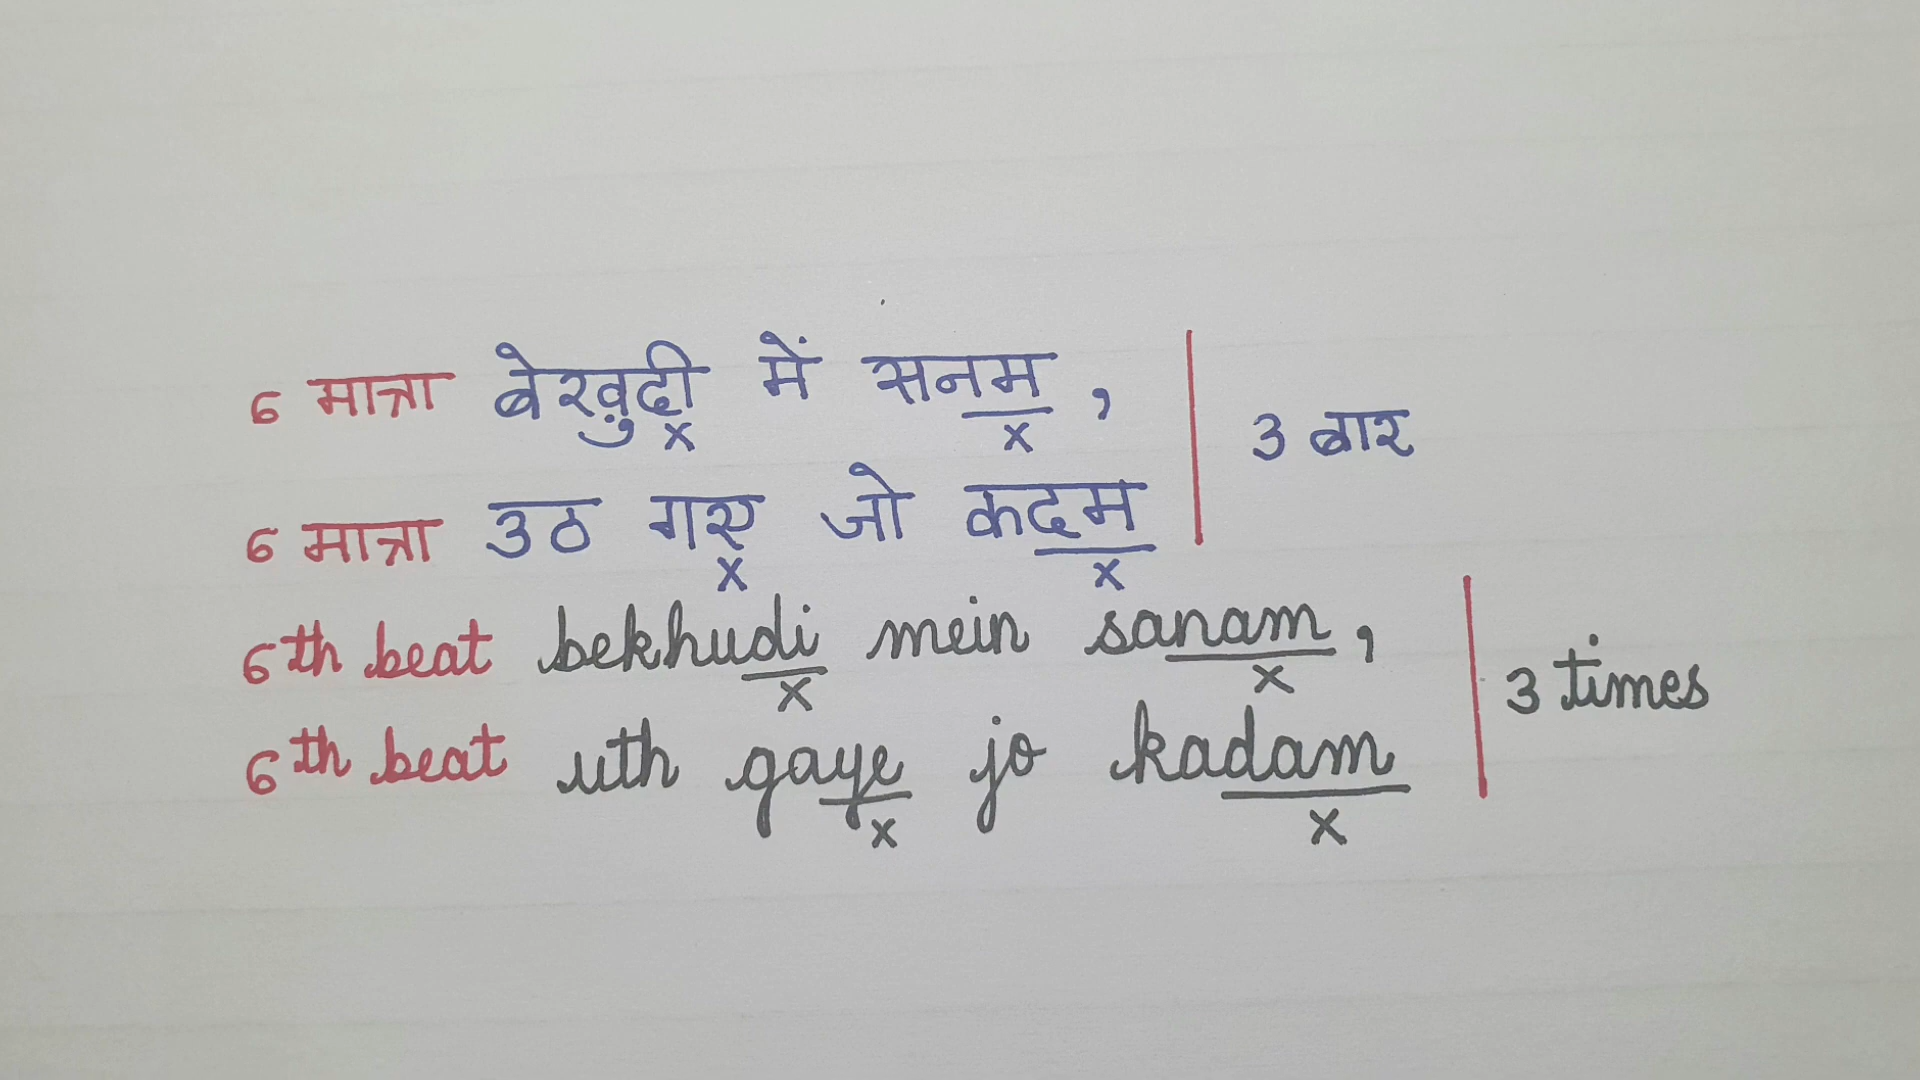 6 मात्रा बेख़ुदी में सनम,
x x
3 बार
6 मात्रा उठ गए जो कदम
x x
6th beat bekhudi mein sanam,
x x
3 times
6th beat uth gaye jo kadam
x x